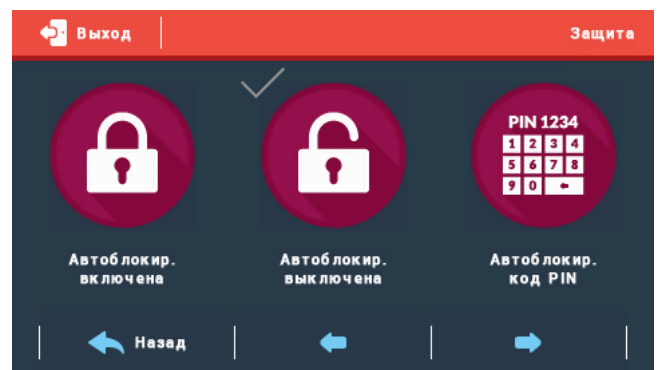 Выход
Защита
PIN 1234
1 2 3 4
5 6 7 8
9 0
Автоблокир.
включена
Автоблокир.
выключена
Автоблокир.
код PIN
Назад